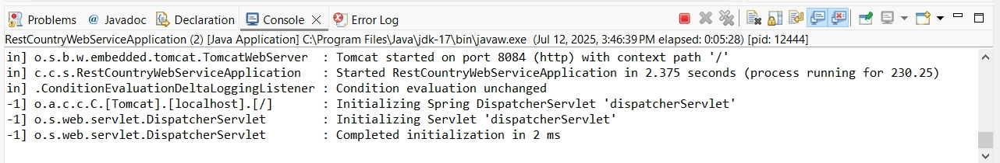 Problems @ Javadoc Declaration Console Error Log
RestCountryWebServiceApplication (2) [Java Application] C:\Program Files\Java\jdk-17\bin\javaw.exe (Jul 12, 2025, 3:46:39 PM elapsed: 0:05:28) [pid: 12444]
in] o.s.b.w.embedded.tomcat.TomcatWebServer : Tomcat started on port 8084 (http) with context path '/'
in] c.c.s.RestCountryWebServiceApplication : Started RestCountryWebServiceApplication in 2.375 seconds (process running for 230.25)
in] .ConditionEvaluationDeltaLoggingListener : Condition evaluation unchanged
-1] o.a.c.c.C.[Tomcat].[localhost].[/] : Initializing Spring DispatcherServlet 'dispatcherServlet'
-1] o.s.web.servlet.DispatcherServlet : Initializing Servlet 'dispatcherServlet'
-1] o.s.web.servlet.DispatcherServlet : Completed initialization in 2 ms